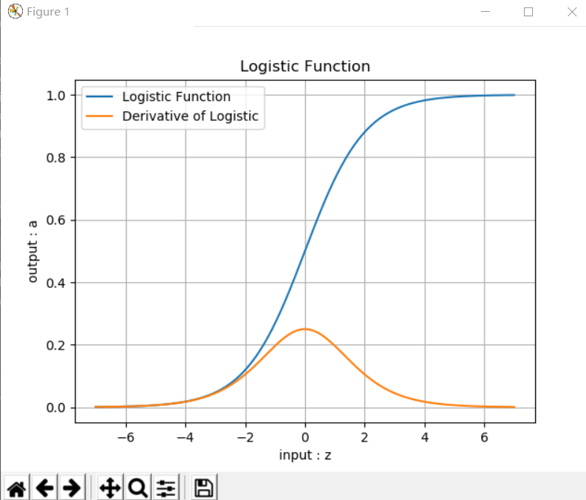 Figure 1
Logistic Function
Logistic Function
Derivative of Logistic
1.0
0.8
0.6
0.4
0.2
0.0
output : a
−6 −4 −2 0 2 4 6
input : z